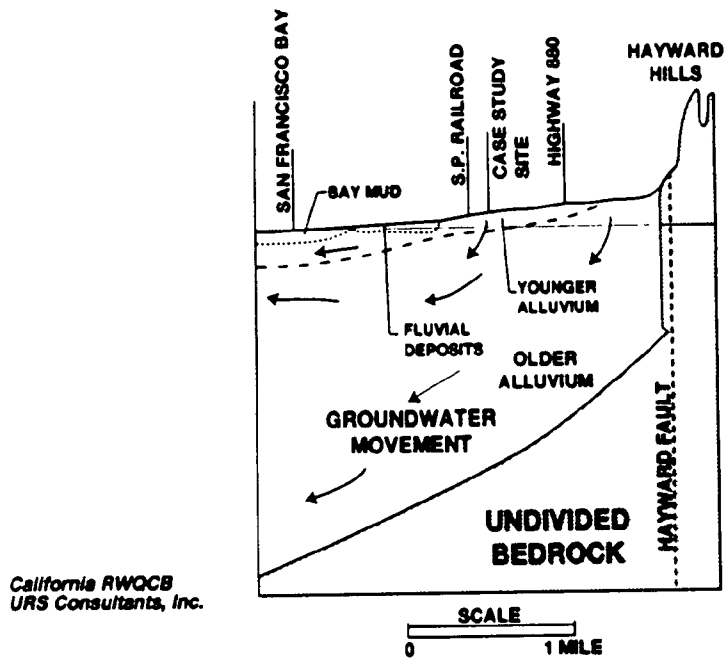 SAN FRANCISCO BAY
S.P. RAILROAD
CASE STUDY
SITE
HIGHWAY 880
HAYWARD
HILLS
BAY MUD
YOUNGER
ALLUVIUM
FLUVIAL
DEPOSITS
OLDER
ALLUVIUM
GROUNDWATER
MOVEMENT
HAYWARD FAULT
UNDIVIDED
BEDROCK
California RWQCB
URS Consultants, Inc.
SCALE
0 1 MILE